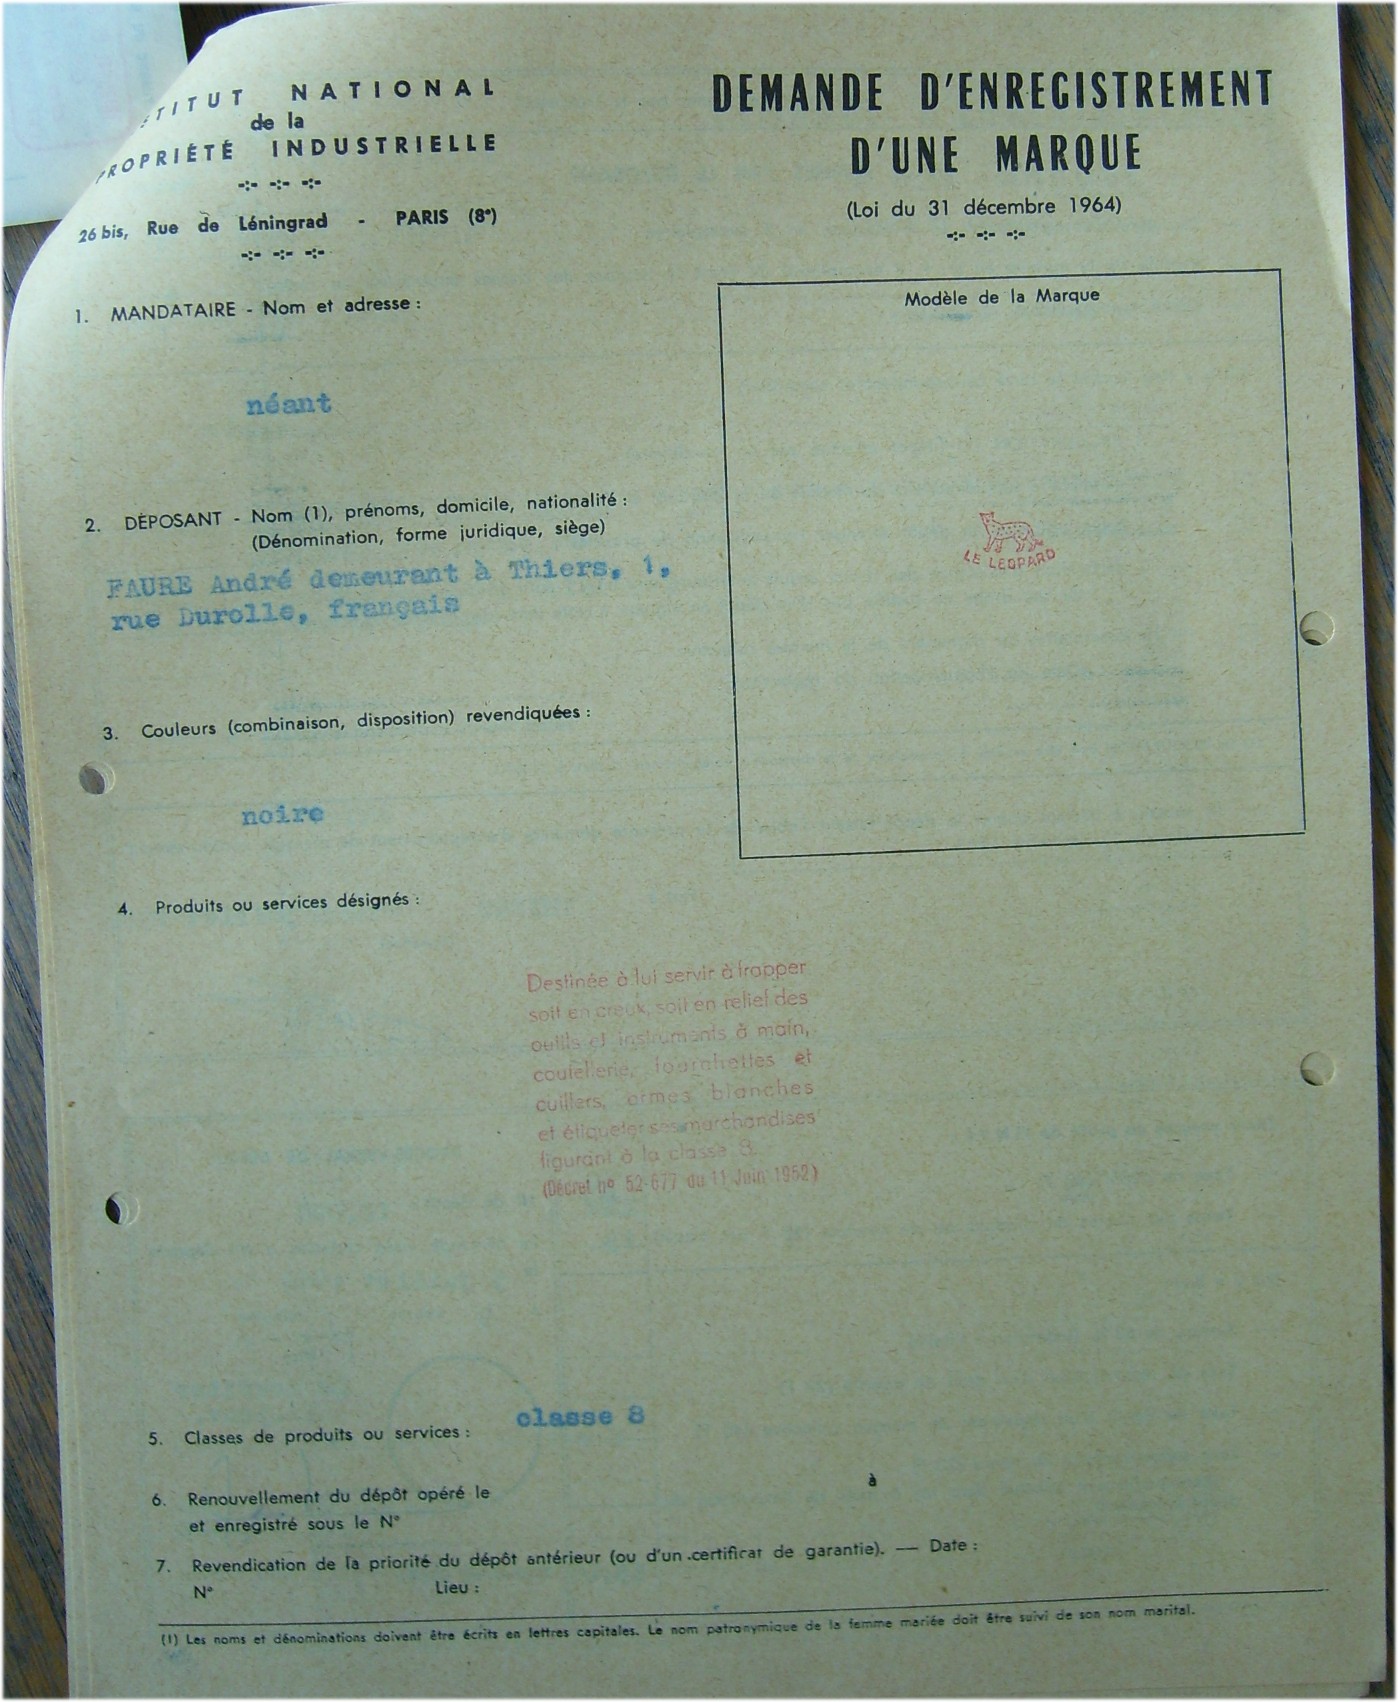 TITUT NATIONAL
de la
PROPRIÉTÉ INDUSTRIELLE
26 bis, Rue de Léningrad - PARIS (8e)
DEMANDE D'ENREGISTREMENT
D'UNE MARQUE
(Loi du 31 décembre 1964)
1. MANDATAIRE - Nom et adresse :
néant
2. DÉPOSANT - Nom (1), prénoms, domicile, nationalité :
(Dénomination, forme juridique, siège)
FAURE André demeurant à Thiers, 1,
rue Durolle, français
3. Couleurs (combinaison, disposition) revendiquées :
noire
Modèle de la Marque
LE LEOPARD
4. Produits ou services désignés :
Destinée à lui servir à frapper
soit en creux, soit en relief des
outils et instruments à main,
coutellerie, fourchettes et
cuillers, armes blanches
et étiqueter ses marchandises
figurant à la classe 8.
(Décret nº 52-677 du 11 Juin 1952)
5. Classes de produits ou services : classe 8
6. Renouvellement du dépôt opéré le à
et enregistré sous le N°
7. Revendication de la priorité du dépôt antérieur (ou d'un certificat de garantie). — Date :
N° Lieu :
(1) Les noms et dénominations doivent être écrits en lettres capitales. Le nom patronymique de la femme mariée doit être suivi de son nom marital.